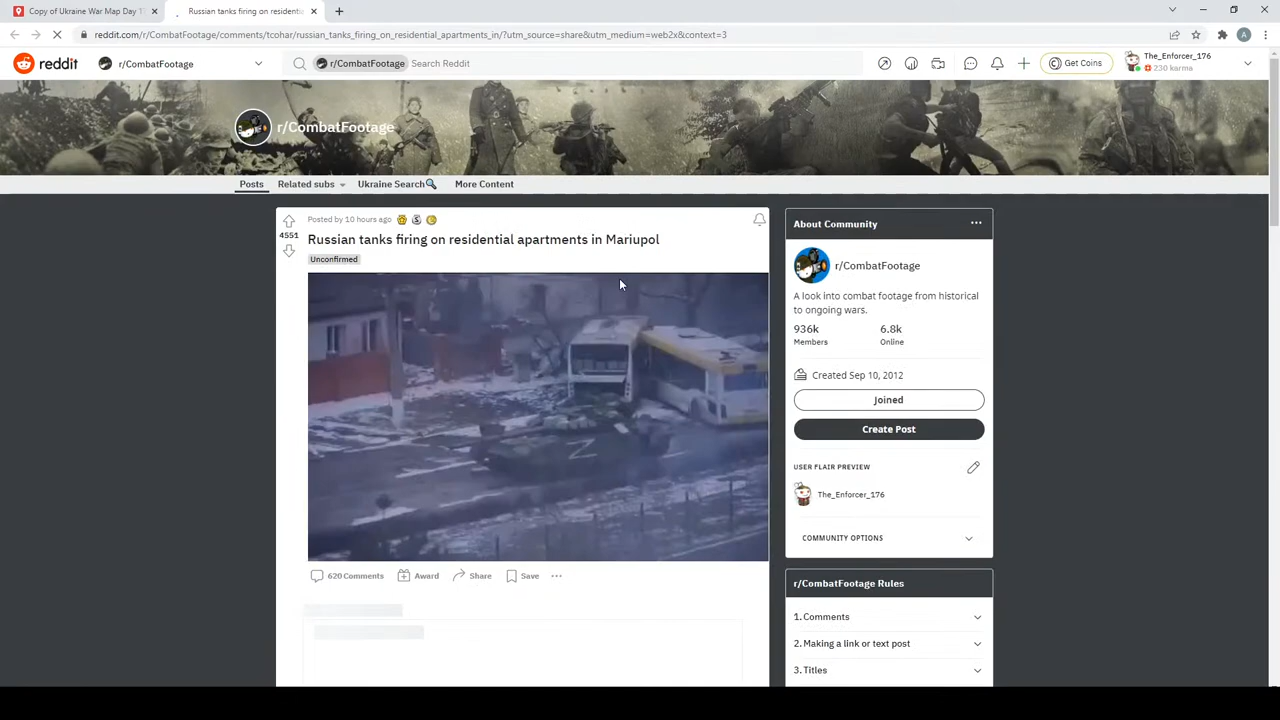 Copy of Ukraine War Map Day 17
Russian tanks firing on residentia
reddit.com/r/CombatFootage/comments/tcohar/russian_tanks_firing_on_residential_apartments_in/?utm_source=share&utm_medium=web2x&context=3
A
reddit
r/CombatFootage
r/CombatFootage
Search Reddit
Get Coins
The_Enforcer_176
230 karma
r/CombatFootage
Posts
Related subs
Ukraine Search🔍
More Content
Posted by 10 hours ago
4551
Russian tanks firing on residential apartments in Mariupol
Unconfirmed
Z
620 Comments
Award
Share
Save
About Community
r/CombatFootage
A look into combat footage from historical
to ongoing wars.
936k
6.8k
Members
Online
Created Sep 10, 2012
Joined
Create Post
USER FLAIR PREVIEW
The_Enforcer_176
COMMUNITY OPTIONS
r/CombatFootage Rules
1. Comments
2. Making a link or text post
3. Titles